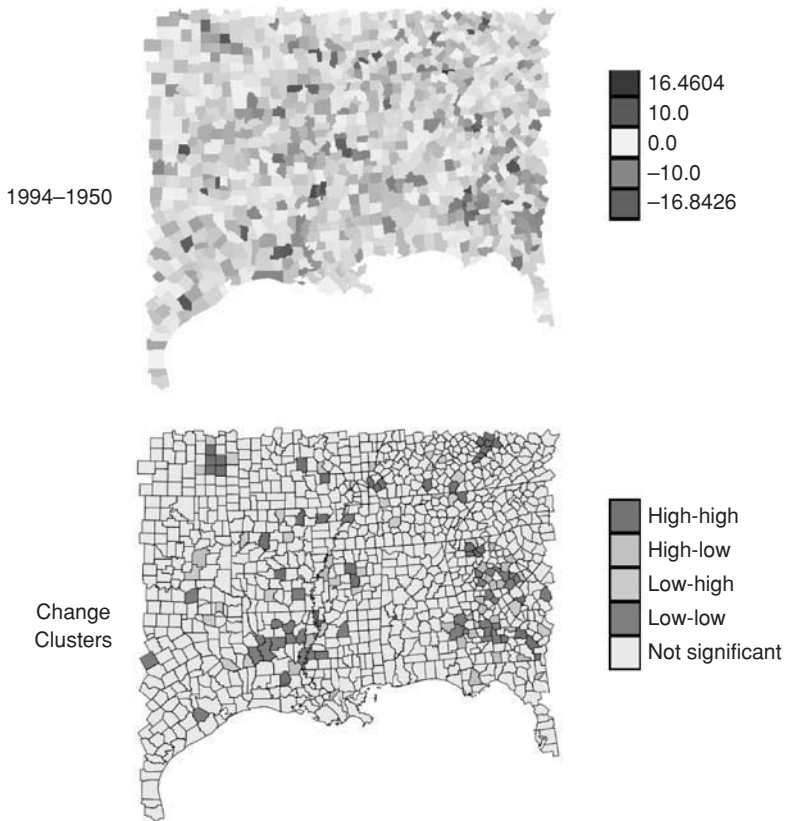 1994–1950
16.4604
10.0
0.0
–10.0
–16.8426
Change
Clusters
High-high
High-low
Low-high
Low-low
Not significant